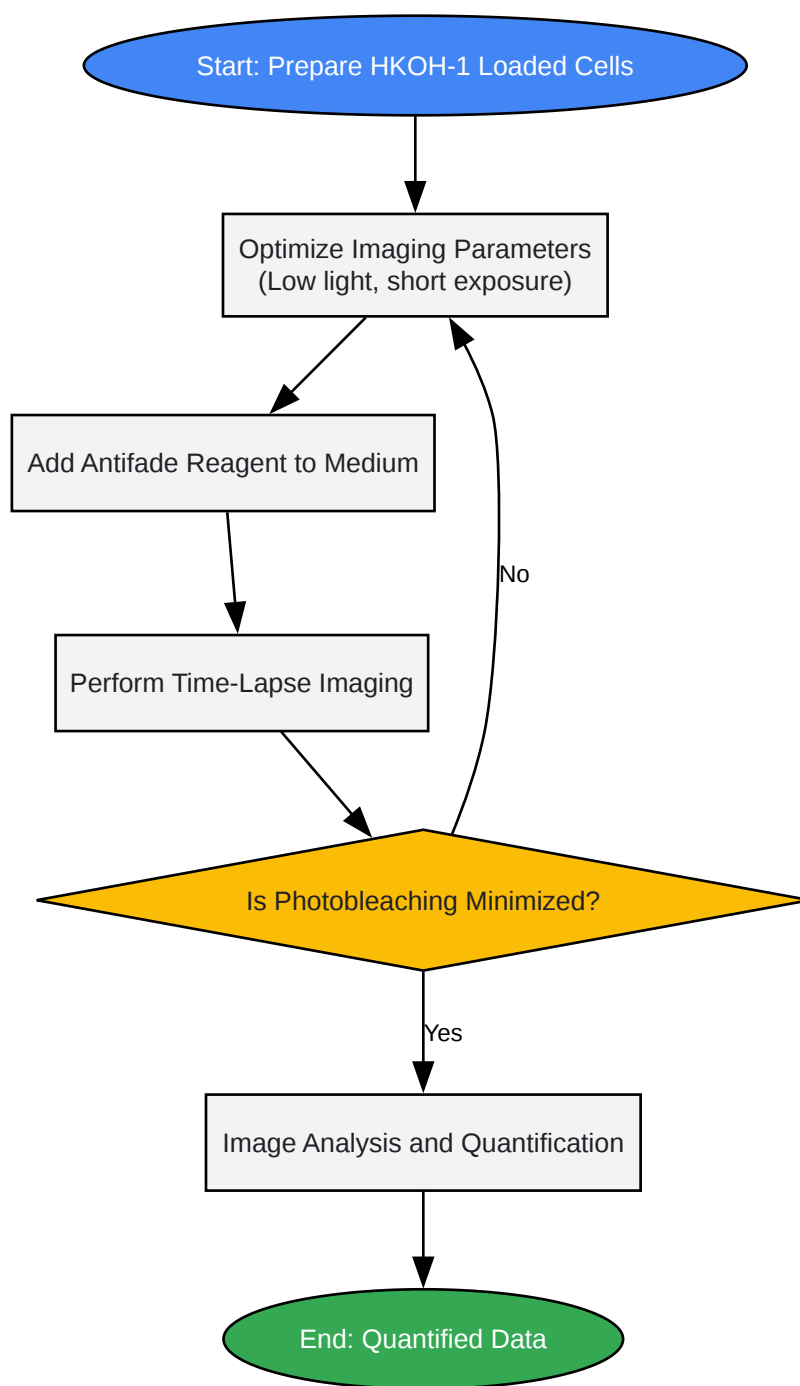 Start: Prepare HKOH-1 Loaded Cells
Optimize Imaging Parameters
(Low light, short exposure)
Add Antifade Reagent to Medium
No
Perform Time-Lapse Imaging
Is Photobleaching Minimized?
Yes
Image Analysis and Quantification
End: Quantified Data